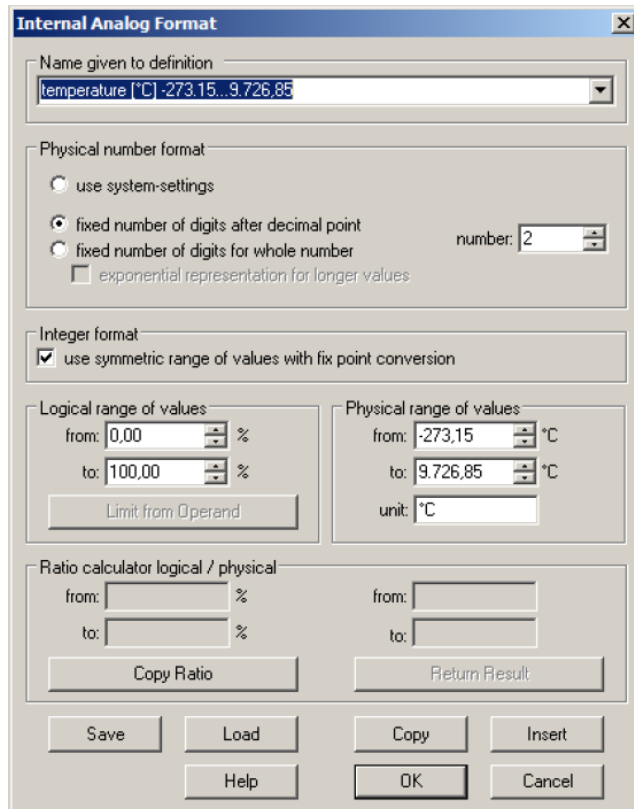 Internal Analog Format
Name given to definition
temperature [°C] -273.15...9.726,85
Physical number format
use system-settings
fixed number of digits after decimal point
number: 2
fixed number of digits for whole number
exponential representation for longer values
Integer format
use symmetric range of values with fix point conversion
Logical range of values
from: 0,00 %
to: 100,00 %
Limit from Operand
Physical range of values
from: -273,15 °C
to: 9.726,85 °C
unit: °C
Ratio calculator logical / physical
from: % from:
to: % to:
Copy Ratio Return Result
Save Load Copy Insert
Help OK Cancel